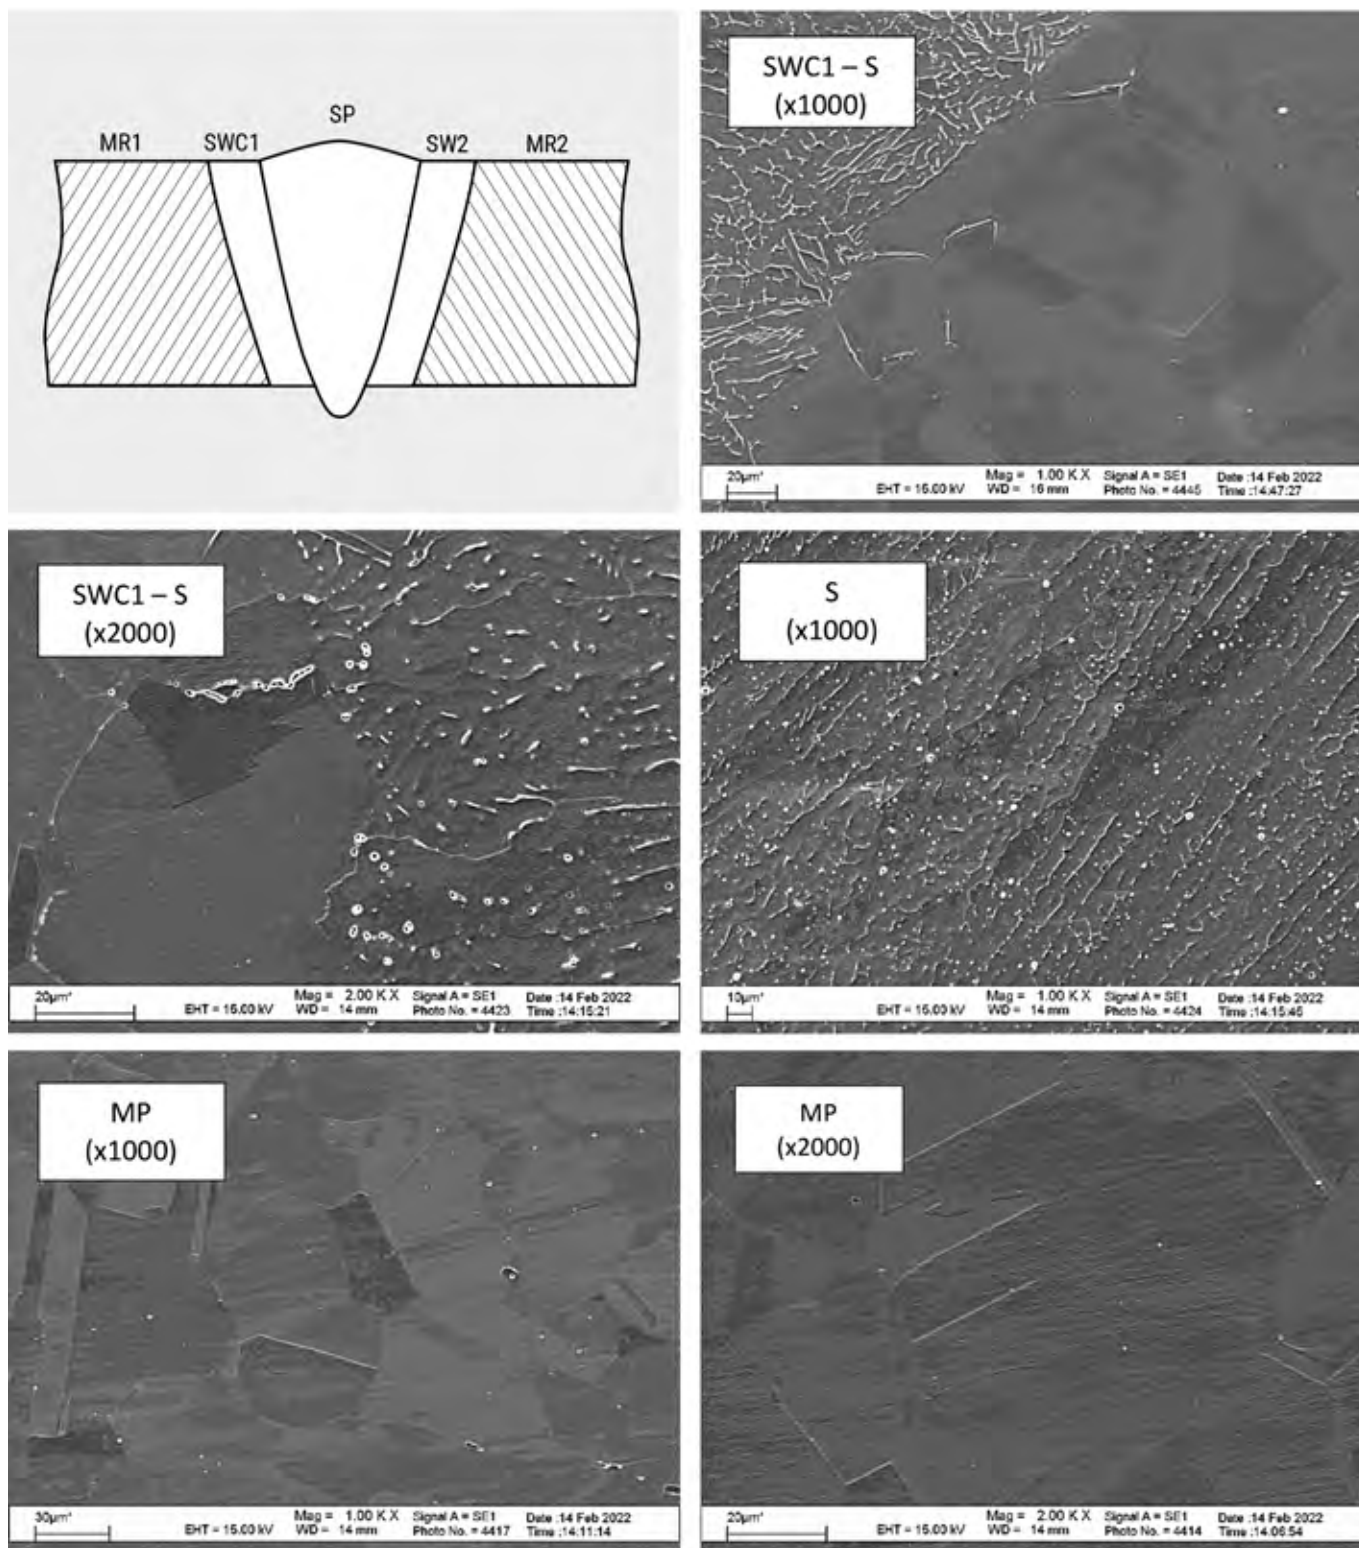 SP
MR1 SWC1 SW2 MR2
SWC1 – S
(x1000)
20µm*
Mag = 1.00 K X Signal A = SE1 Date :14 Feb 2022
EHT = 15.00 kV WD = 16 mm Photo No. = 4445 Time :14:47:27
SWC1 – S
(x2000)
20µm*
Mag = 2.00 K X Signal A = SE1 Date :14 Feb 2022
EHT = 15.00 kV WD = 14 mm Photo No. = 4423 Time :14:15:21
S
(x1000)
10µm*
Mag = 1.00 K X Signal A = SE1 Date :14 Feb 2022
EHT = 15.00 kV WD = 14 mm Photo No. = 4424 Time :14:15:46
MP
(x1000)
30µm*
Mag = 1.00 K X Signal A = SE1 Date :14 Feb 2022
EHT = 15.00 kV WD = 14 mm Photo No. = 4417 Time :14:11:14
MP
(x2000)
20µm*
Mag = 2.00 K X Signal A = SE1 Date :14 Feb 2022
EHT = 15.00 kV WD = 14 mm Photo No. = 4414 Time :14:06:54